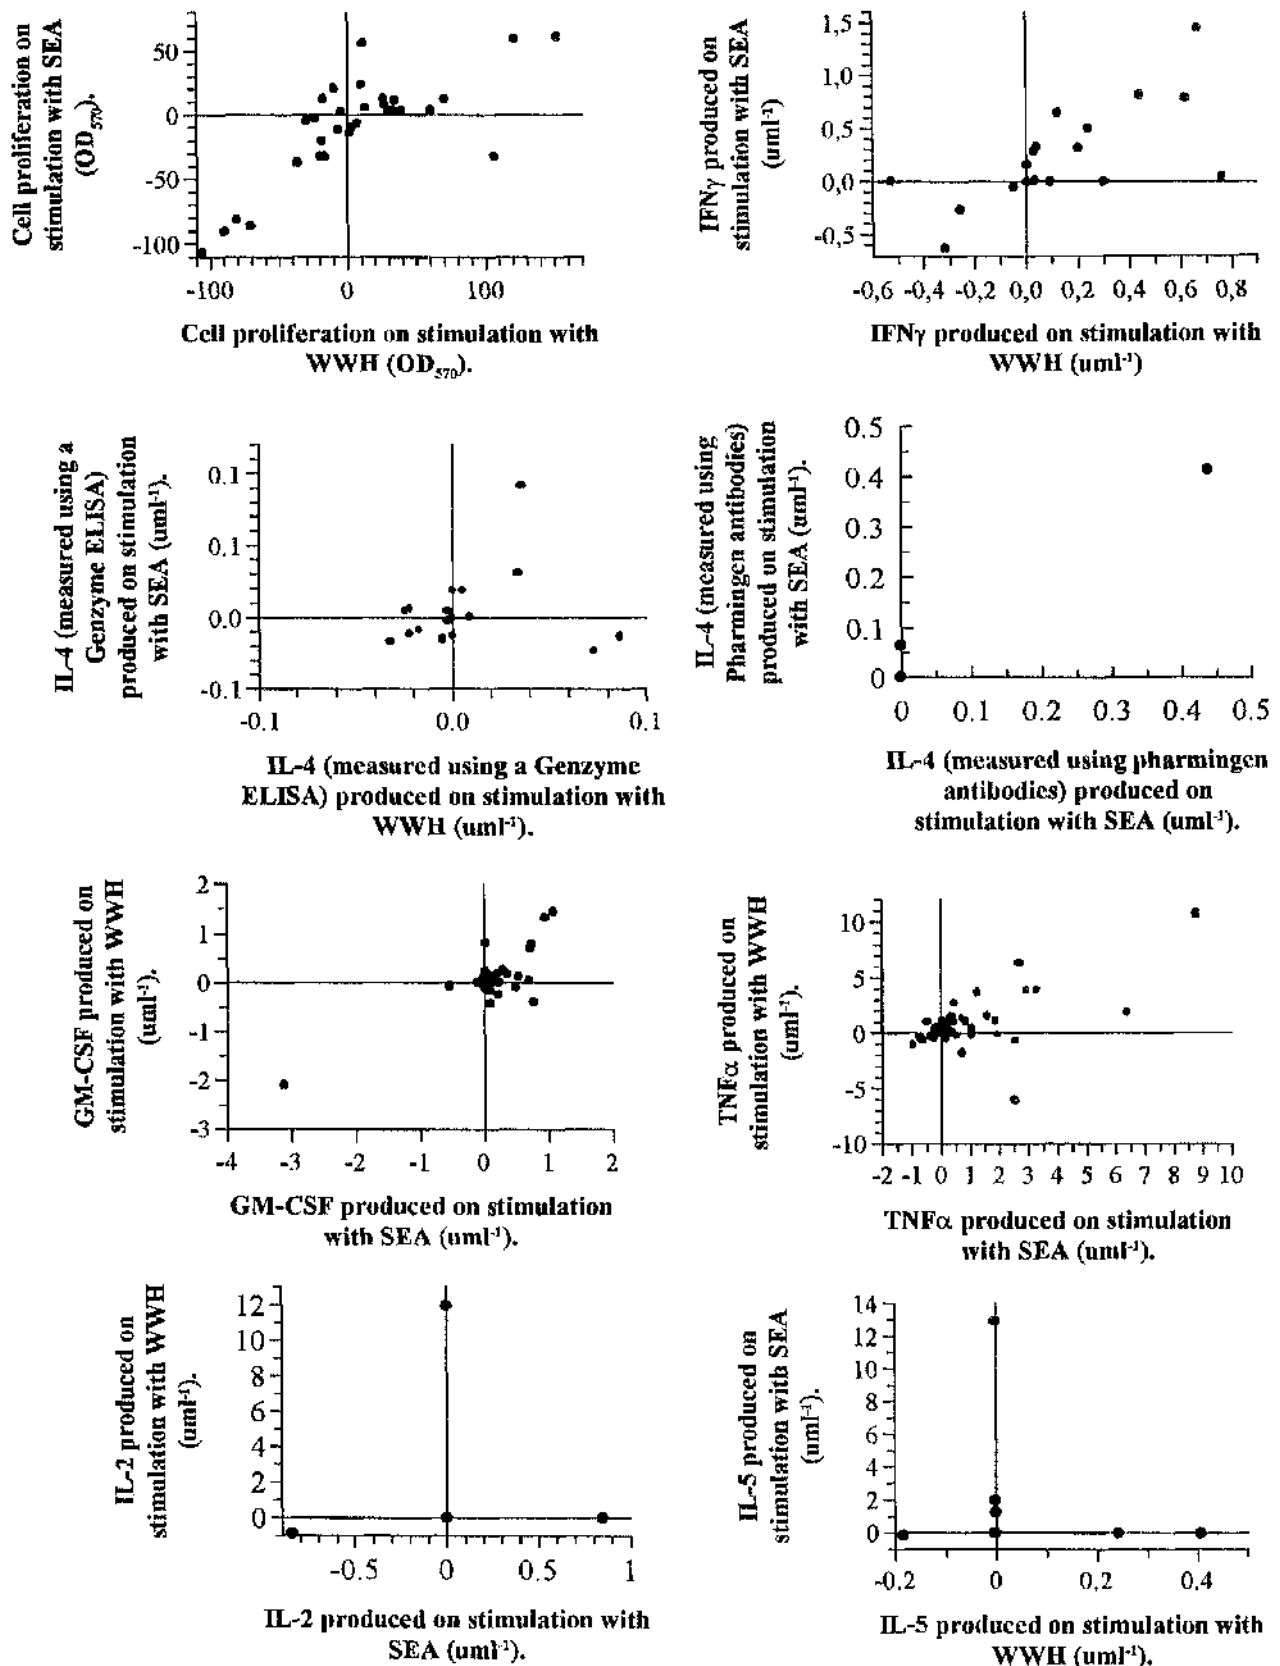 Cell proliferation on
stimulation with SEA
(OD570).
50
0
-50
-100
-100 0 100
Cell proliferation on stimulation with
WWH (OD570).
IFNγ produced on
stimulation with SEA
(uml-1)
1,5
1,0
0,5
0,0
-0,5
-0,6 -0,4 -0,2 0,0 0,2 0,4 0,6 0,8
IFNγ produced on stimulation with
WWH (uml-1)
IL-4 (measured using a
Genzyme ELISA)
produced on stimulation
with SEA (uml-1).
0.1
0.1
0.0
-0.1
-0.1 0.0 0.1
IL-4 (measured using a Genzyme
ELISA) produced on stimulation with
WWH (uml-1).
IL-4 (measured using
Pharmingen antibodies)
produced on stimulation
with SEA (uml-1).
0.5
0.4
0.3
0.2
0.1
0
0 0.1 0.2 0.3 0.4 0.5
IL-4 (measured using pharmingen
antibodies) produced on
stimulation with SEA (uml-1).
GM-CSF produced on
stimulation with WWH
(uml-1).
2
1
0
-1
-2
-3
-4 -3 -2 -1 0 1 2
GM-CSF produced on stimulation
with SEA (uml-1).
TNFα produced on
stimulation with WWH
(uml-1).
10
5
0
-5
-10
-2 -1 0 1 2 3 4 5 6 7 8 9 10
TNFα produced on stimulation
with SEA (uml-1).
IL-2 produced on
stimulation with WWH
(uml-1).
12
10
8
6
4
2
0
-0.5 0 0.5 1
IL-2 produced on stimulation with
SEA (uml-1).
IL-5 produced on
stimulation with SEA
(uml-1).
14
12
10
8
6
4
2
0
-0.2 0 0.2 0.4
IL-5 produced on stimulation with
WWH (uml-1).